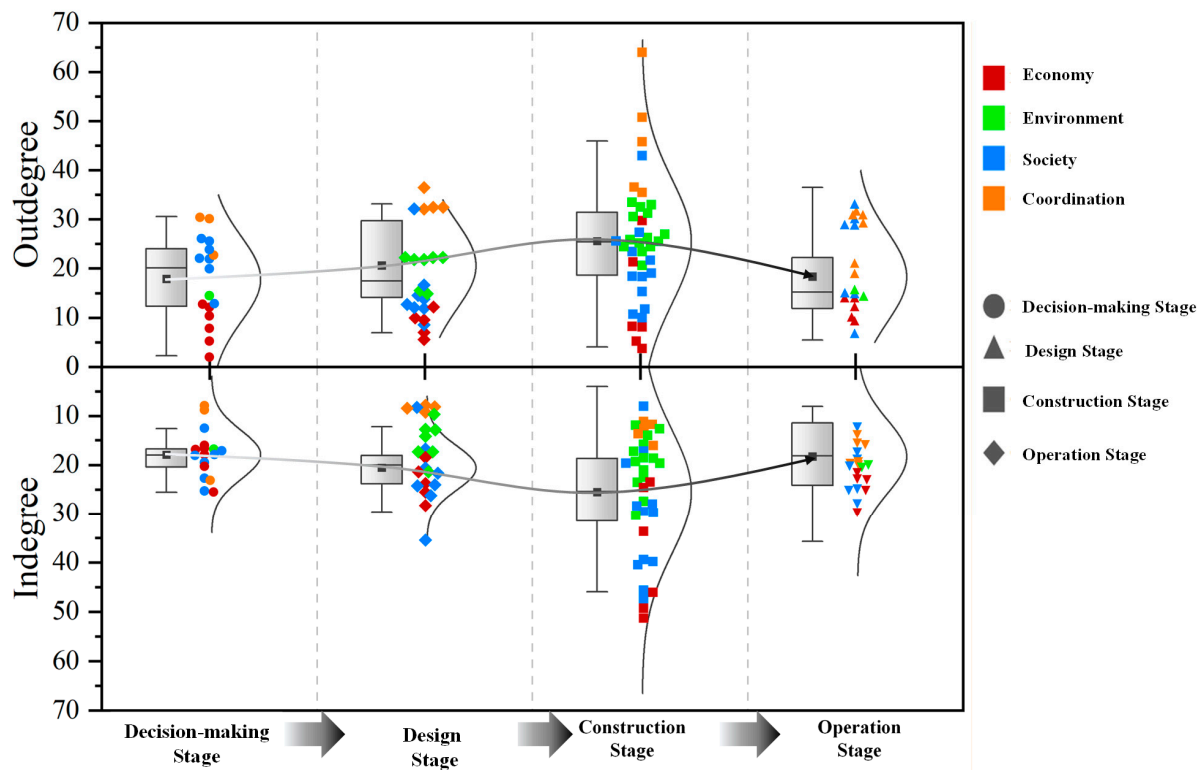 70
60
50
40
30
20
10
0
10
20
30
40
50
60
70
Outdegree
Indegree
Decision-making
Stage
Design
Stage
Construction
Stage
Operation
Stage
Economy
Environment
Society
Coordination
Decision-making Stage
Design Stage
Construction Stage
Operation Stage